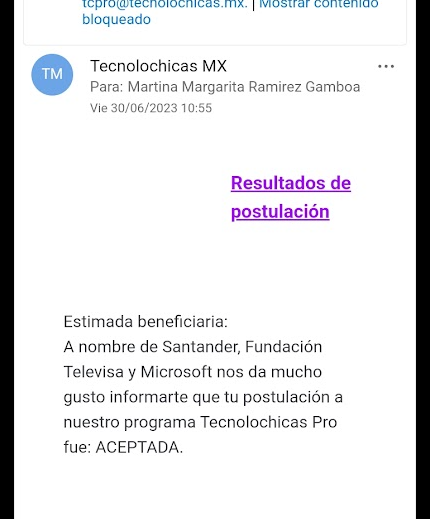 tcpro@tecnolochicas.mx. | Mostrar contenido
bloqueado
TM
Tecnolochicas MX
Para: Martina Margarita Ramirez Gamboa
Vie 30/06/2023 10:55
Resultados de
postulación
Estimada beneficiaria:
A nombre de Santander, Fundación
Televisa y Microsoft nos da mucho
gusto informarte que tu postulación a
nuestro programa Tecnolochicas Pro
fue: ACEPTADA.